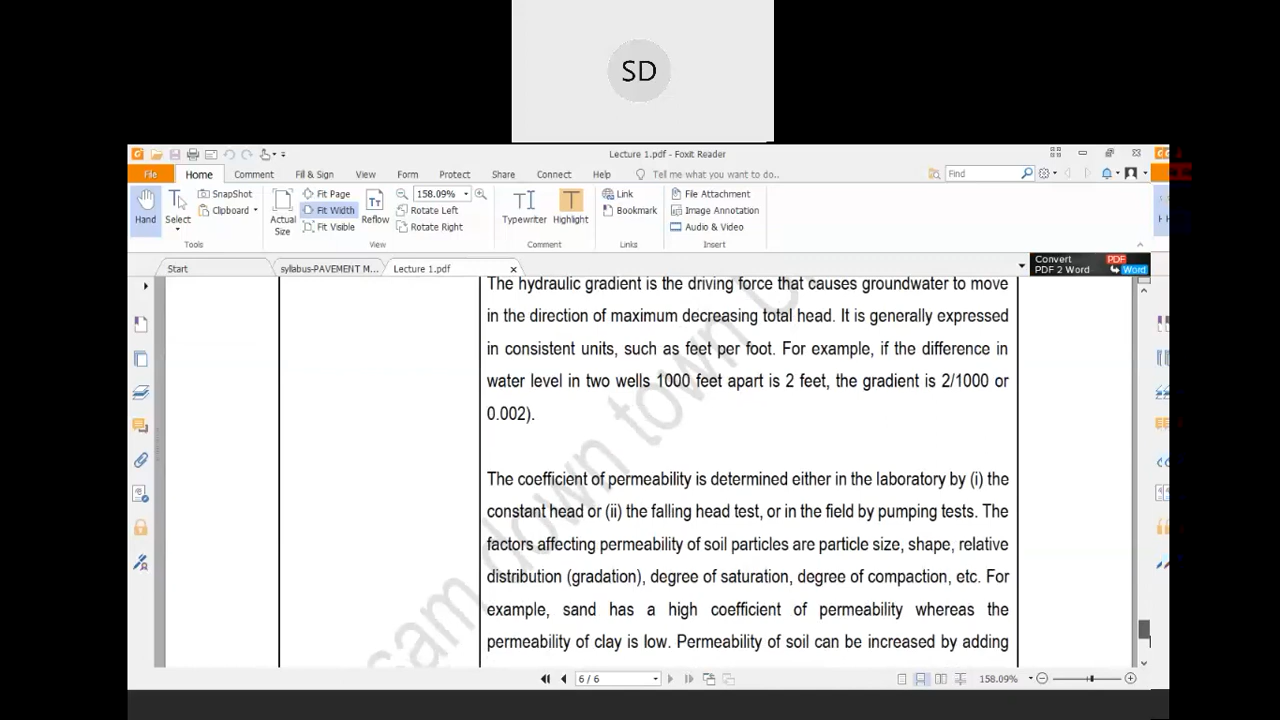 SD
Lecture 1.pdf - Foxit Reader
File Home Comment Fill & Sign View Form Protect Share Connect Help Tell me what you want to do.. Find
Hand
Select
SnapShot
Clipboard
Tools
Actual Size
Fit Page
Fit Width
Fit Visible
Reflow
158.09%
Rotate Left
Rotate Right
View
Typewriter
Highlight
Comment
Link
Bookmark
Links
File Attachment
Image Annotation
Audio & Video
Insert
Start syllabus-PAVEMENT M... Lecture 1.pdf
Convert PDF
PDF 2 Word Word
The hydraulic gradient is the driving force that causes groundwater to move
in the direction of maximum decreasing total head. It is generally expressed
in consistent units, such as feet per foot. For example, if the difference in
water level in two wells 1000 feet apart is 2 feet, the gradient is 2/1000 or
0.002).
The coefficient of permeability is determined either in the laboratory by (i) the
constant head or (ii) the falling head test, or in the field by pumping tests. The
factors affecting permeability of soil particles are particle size, shape, relative
distribution (gradation), degree of saturation, degree of compaction, etc. For
example, sand has a high coefficient of permeability whereas the
permeability of clay is low. Permeability of soil can be increased by adding
sam down town
6 / 6
158.09%